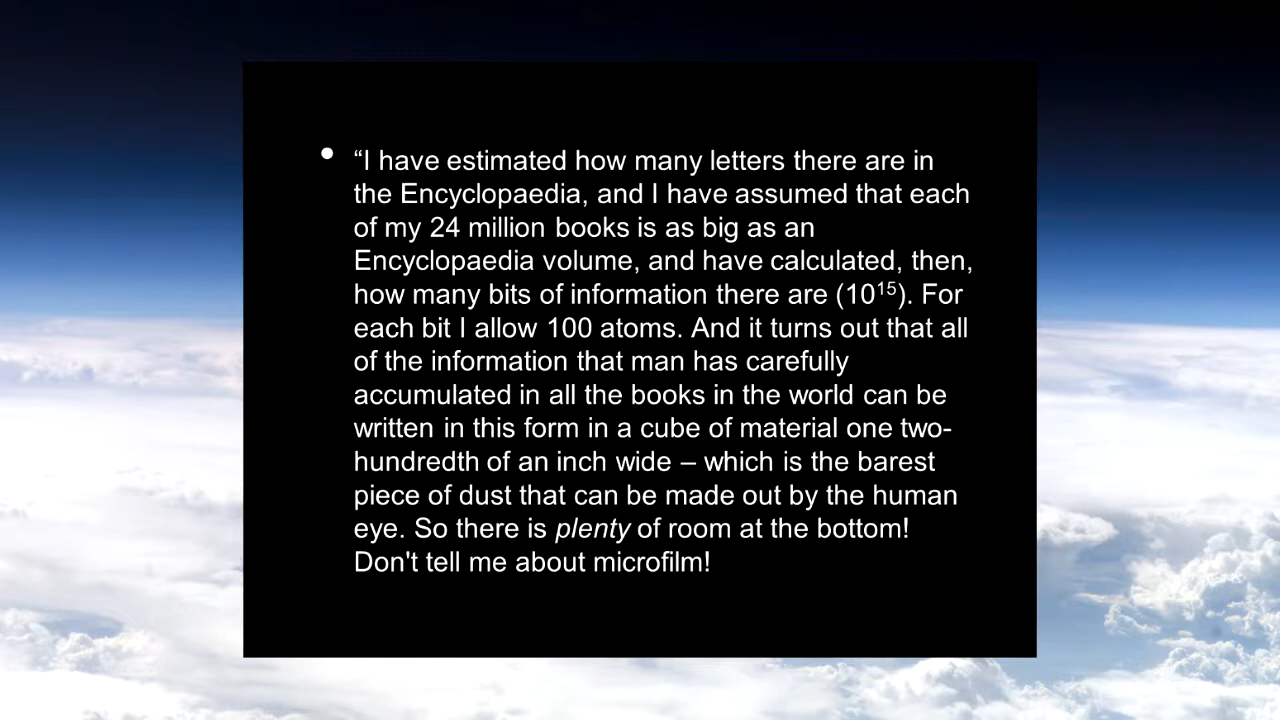 • “I have estimated how many letters there are in
the Encyclopaedia, and I have assumed that each
of my 24 million books is as big as an
Encyclopaedia volume, and have calculated, then,
how many bits of information there are (10¹⁵). For
each bit I allow 100 atoms. And it turns out that all
of the information that man has carefully
accumulated in all the books in the world can be
written in this form in a cube of material one two-
hundredth of an inch wide – which is the barest
piece of dust that can be made out by the human
eye. So there is plenty of room at the bottom!
Don't tell me about microfilm!